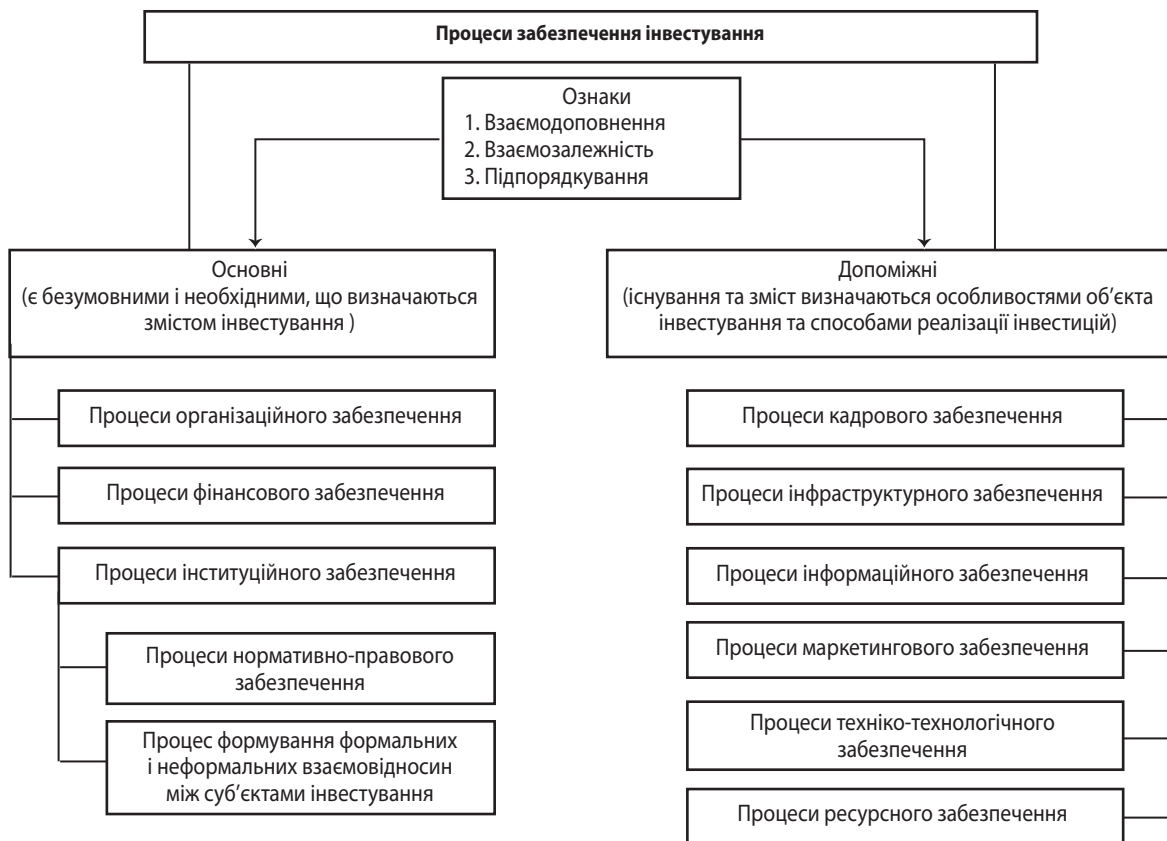 Процеси забезпечення інвестування
Ознаки
1. Взаємодоповнення
2. Взаємозалежність
3. Підпорядкування
Основні
(є безумовними і необхідними, що визначаються
змістом інвестування )
Процеси організаційного забезпечення
Процеси фінансового забезпечення
Процеси інституційного забезпечення
Процеси нормативно-правового
забезпечення
Процес формування формальних
і неформальних взаємовідносин
між суб’єктами інвестування
Допоміжні
(існування та зміст визначаються особливостями об’єкта
інвестування та способами реалізації інвестицій)
Процеси кадрового забезпечення
Процеси інфраструктурного забезпечення
Процеси інформаційного забезпечення
Процеси маркетингового забезпечення
Процеси техніко-технологічного
забезпечення
Процеси ресурсного забезпечення